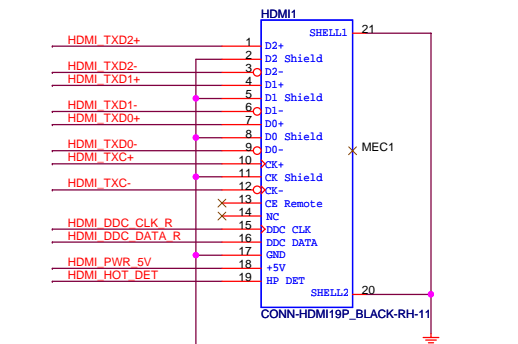 HDMI1
SHELL1 21
HDMI_TXD2+ 1 D2+
2 D2 Shield
HDMI_TXD2- 3 D2-
HDMI_TXD1+ 4 D1+
5 D1 Shield
HDMI_TXD1- 6 D1-
HDMI_TXD0+ 7 D0+
8 D0 Shield
HDMI_TXD0- 9 D0- MEC1
HDMI_TXC+ 10 CK+
11 CK Shield
HDMI_TXC- 12 CK-
13 CE Remote
14 NC
HDMI_DDC_CLK_R 15 DDC CLK
HDMI_DDC_DATA_R 16 DDC DATA
17 GND
HDMI_PWR_5V 18 +5V
HDMI_HOT_DET 19 HP DET
SHELL2 20
CONN-HDMI19P_BLACK-RH-11